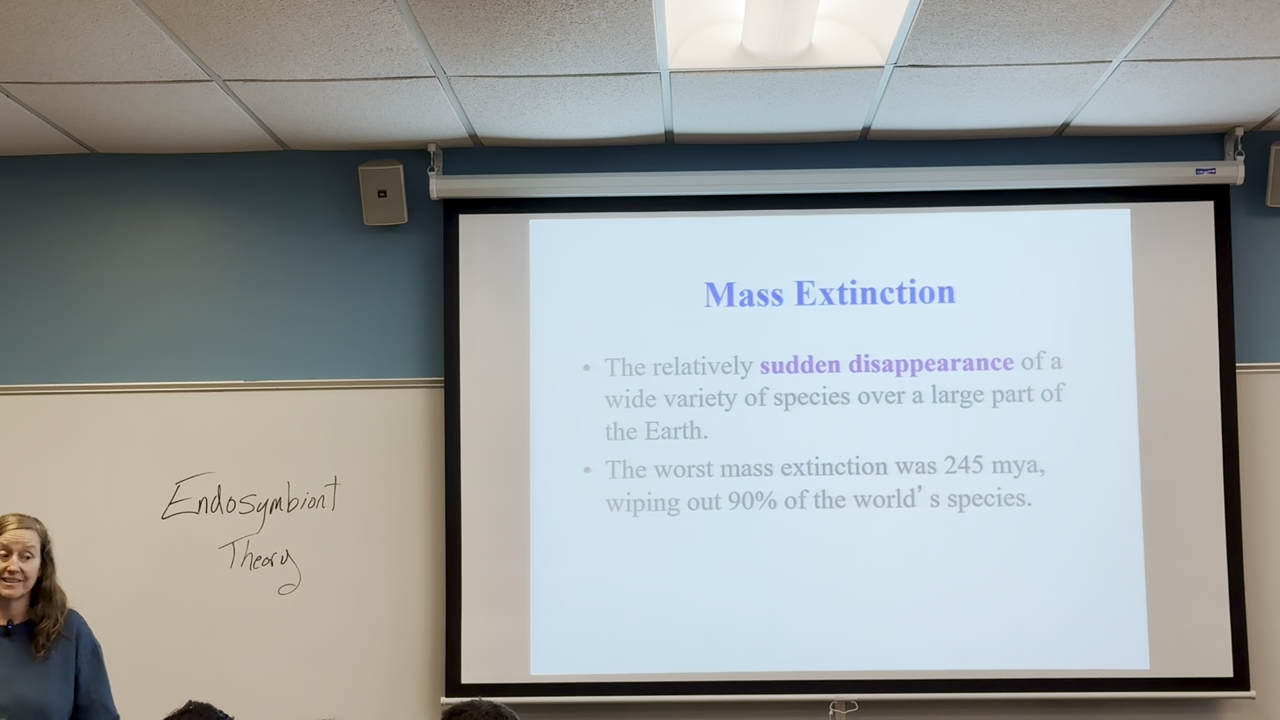 Mass Extinction
• The relatively sudden disappearance of a
wide variety of species over a large part of
the Earth.
• The worst mass extinction was 245 mya,
wiping out 90% of the world's species.
Endosymbiont
Theory